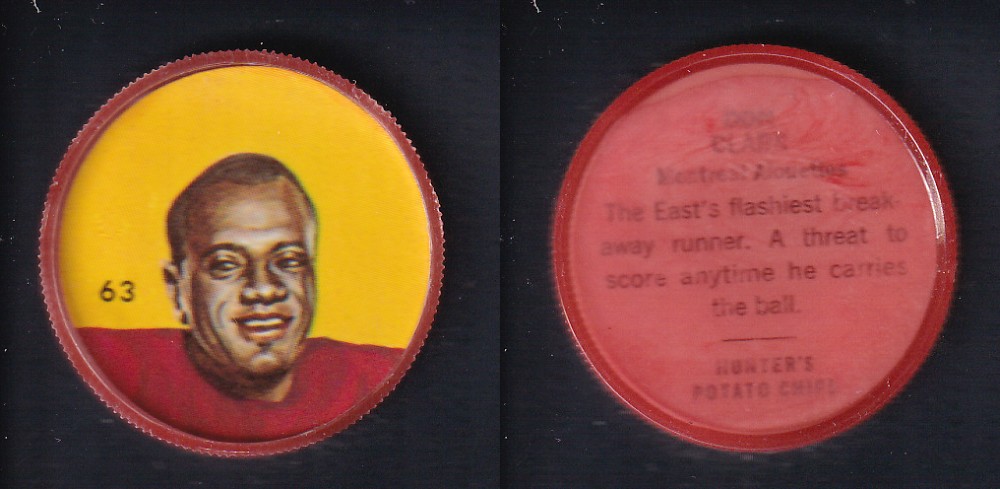 63
DON
CLARK
Montreal Alouettes
The East's flashiest break-
away runner. A threat to
score anytime he carries
the ball.
HUNTER'S
POTATO CHIPS